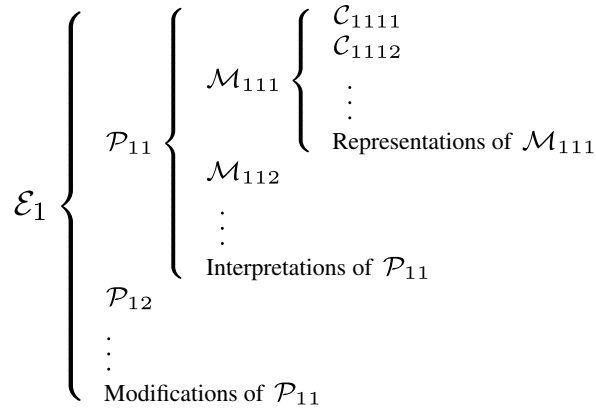 𝒞₁₁₁₁
𝒞₁₁₁₂
ℳ₁₁₁
⋮
Representations of ℳ₁₁₁
𝒫₁₁
ℳ₁₁₂
ℰ₁
⋮
Interpretations of 𝒫₁₁
𝒫₁₂
⋮
Modifications of 𝒫₁₁